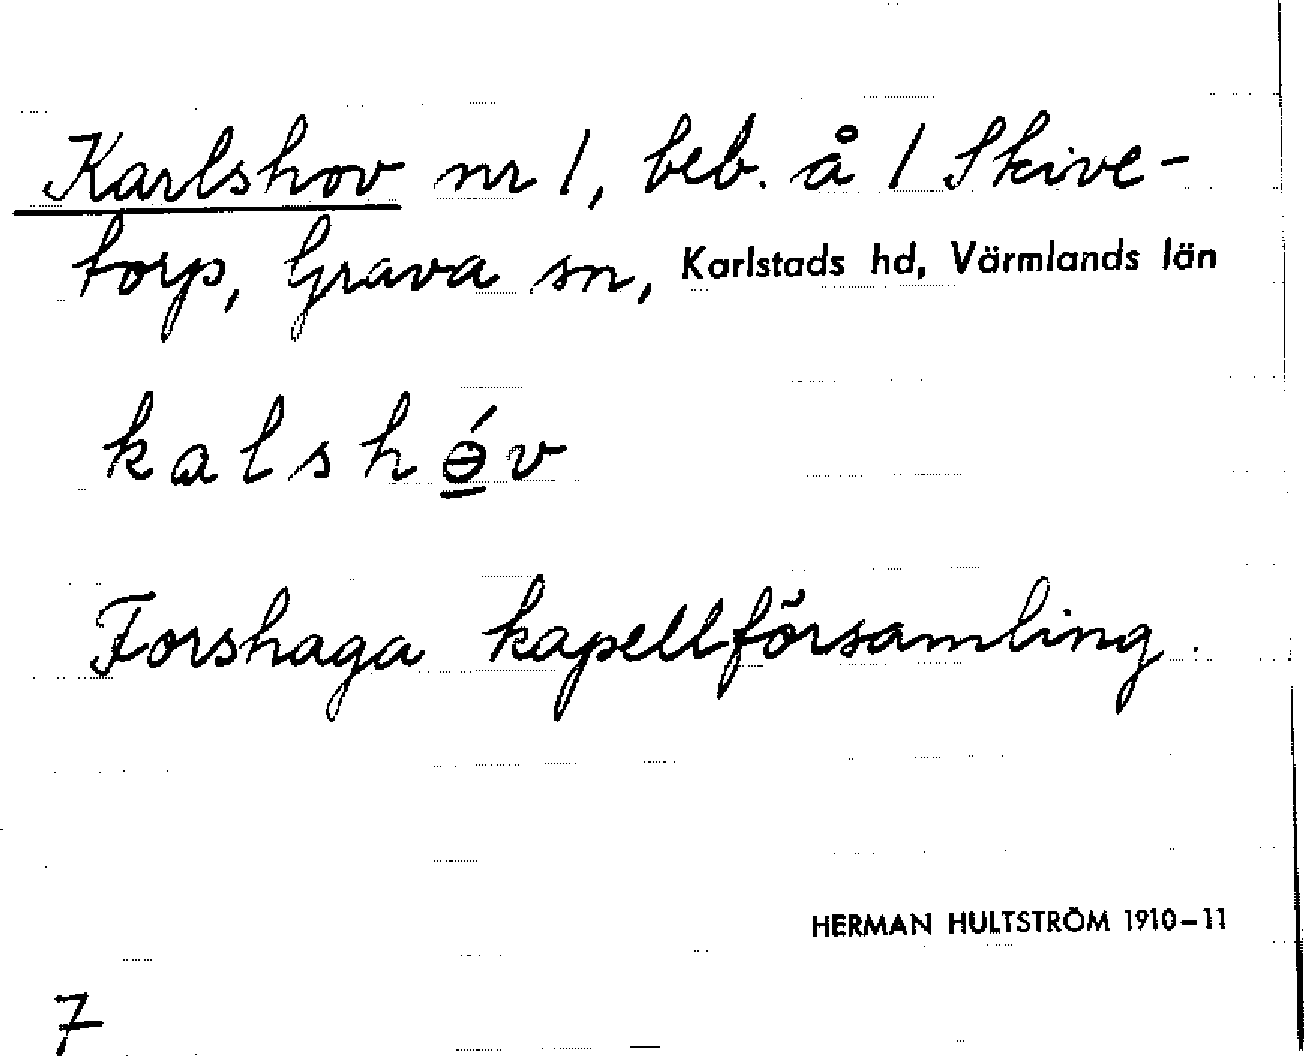 Karlshov nr 1, beb. å 1 Skive-
torp, Grava sn, Karlstads hd, Värmlands län
kalshɵ̲́v
Forshaga kapellförsamling.
HERMAN HULTSTRÖM 1910–11
7